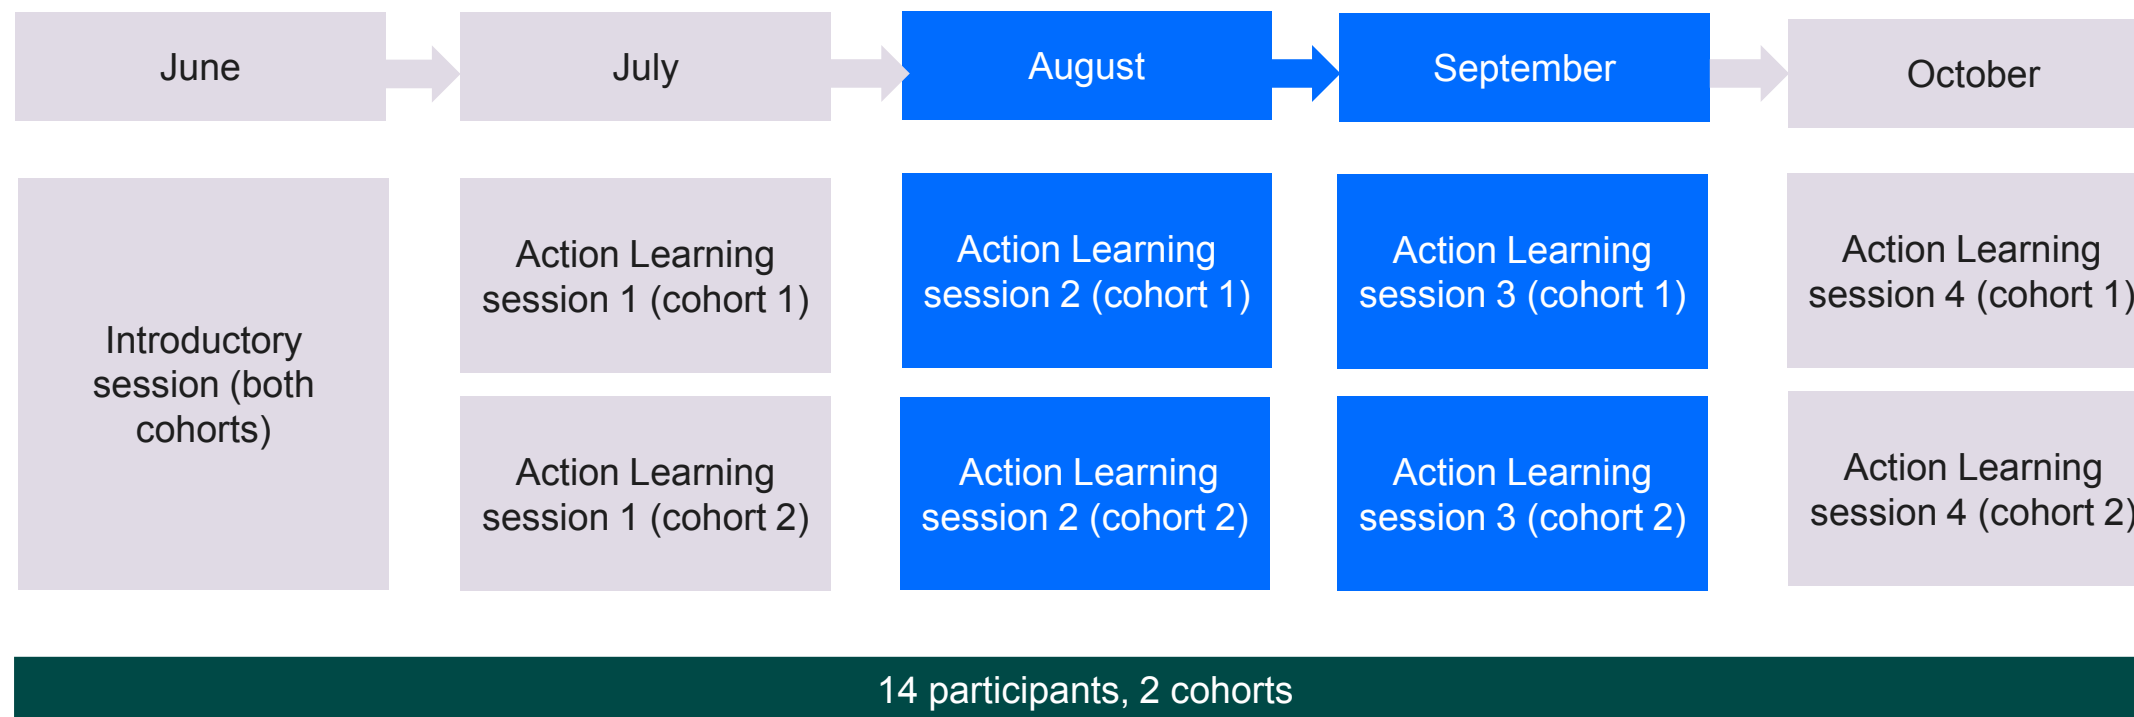 June
July
August
September
October
Introductory
session (both
cohorts)
Action Learning
session 1 (cohort 1)
Action Learning
session 1 (cohort 2)
Action Learning
session 2 (cohort 1)
Action Learning
session 2 (cohort 2)
Action Learning
session 3 (cohort 1)
Action Learning
session 3 (cohort 2)
Action Learning
session 4 (cohort 1)
Action Learning
session 4 (cohort 2)
14 participants, 2 cohorts